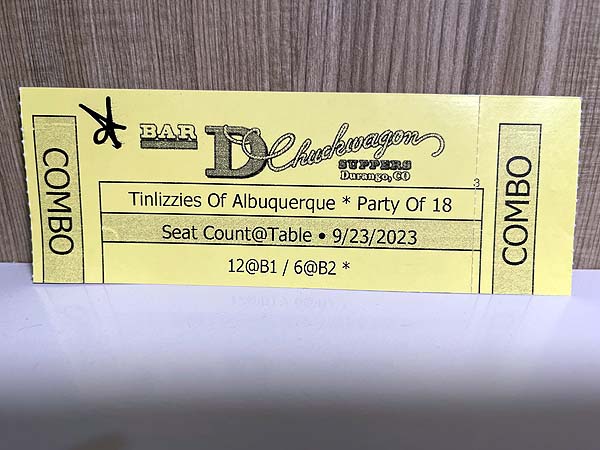 COMBO
BAR D Chuckwagon
SUPPERS
Durango, CO
3
Tinlizzies Of Albuquerque * Party Of 18
Seat Count@Table • 9/23/2023
12@B1 / 6@B2 *
COMBO